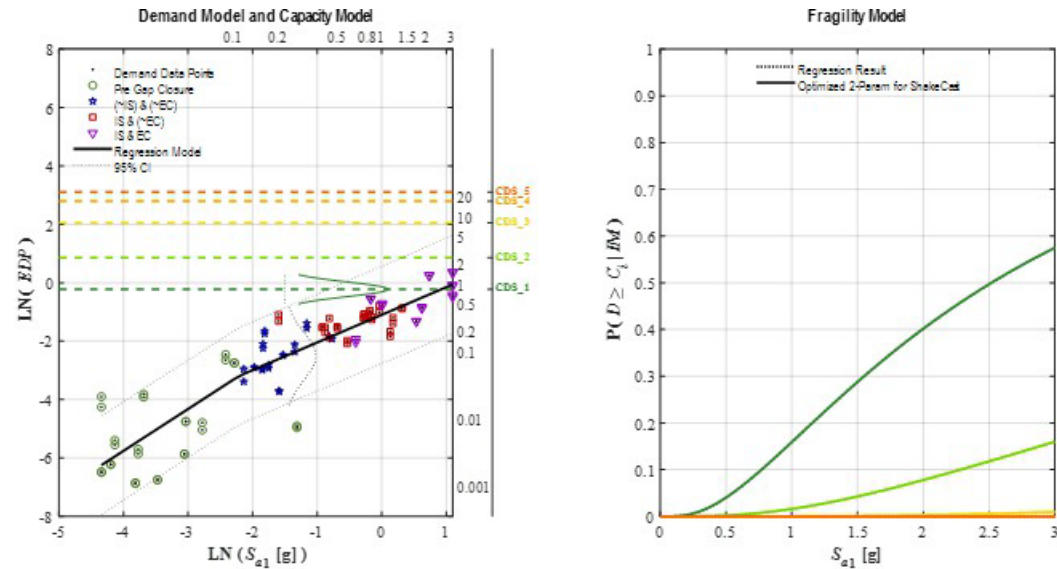 Demand Model and Capacity Model
0.1 0.2 0.5 0.81 1.5 2 3
8
6
4
2
0
-2
-4
-6
-8
LN( EDP )
Demand Data Points
Pre Gap Closure
(~IS) & (~EC)
IS & (~EC)
IS & EC
Regression Model
95% CI
20
10
5
2
1
0.5
0.2
0.1
0.01
0.001
CDS_5
CDS_4
CDS_3
CDS_2
CDS_1
-5 -4 -3 -2 -1 0 1
LN ( Sa1 [g] )
Fragility Model
1
0.9
0.8
0.7
0.6
0.5
0.4
0.3
0.2
0.1
0
P( D ≥ Ci | IM )
Regression Result
Optimized 2-Param for ShakeCast
0 0.5 1 1.5 2 2.5 3
Sa1 [g]